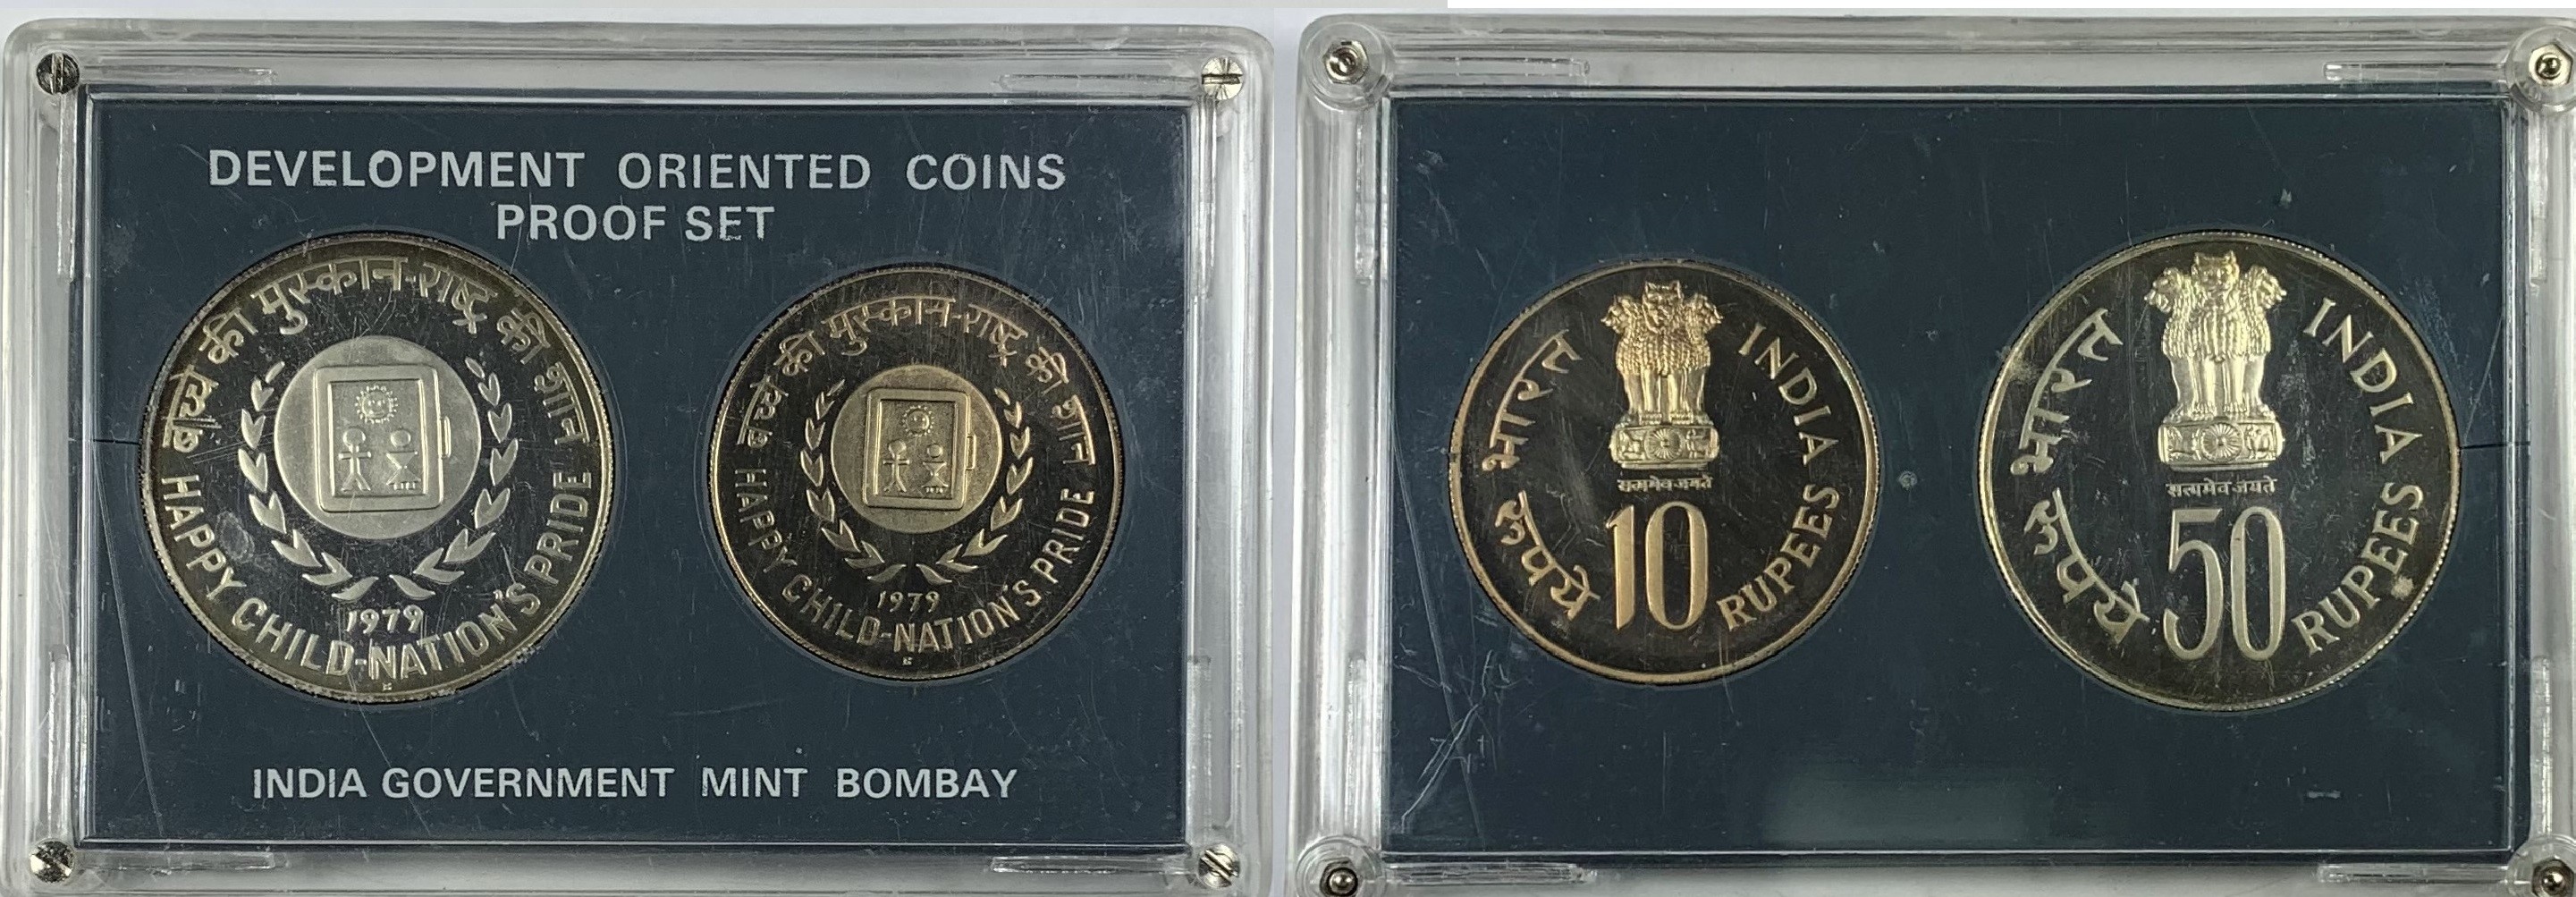 DEVELOPMENT ORIENTED COINS
PROOF SET
बच्चे की मुस्कान-राष्ट्र की शान
HAPPY CHILD-NATION'S PRIDE
1979
बच्चे की मुस्कान-राष्ट्र की शान
HAPPY CHILD-NATION'S PRIDE
1979
INDIA GOVERNMENT MINT BOMBAY
भारत
INDIA
सत्यमेव जयते
रूपये
10
RUPEES
भारत
INDIA
सत्यमेव जयते
रूपये
50
RUPEES